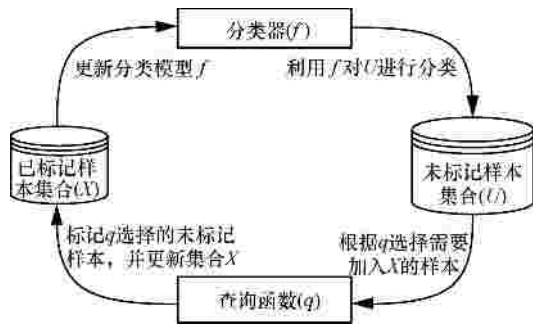 分类器(f)
更新分类模型f
利用f对U进行分类
已标记样
本集合(X)
未标记样本
集合(U)
标记q选择的未标记
样本，并更新集合X
根据q选择需要
加入X的样本
查询函数(q)